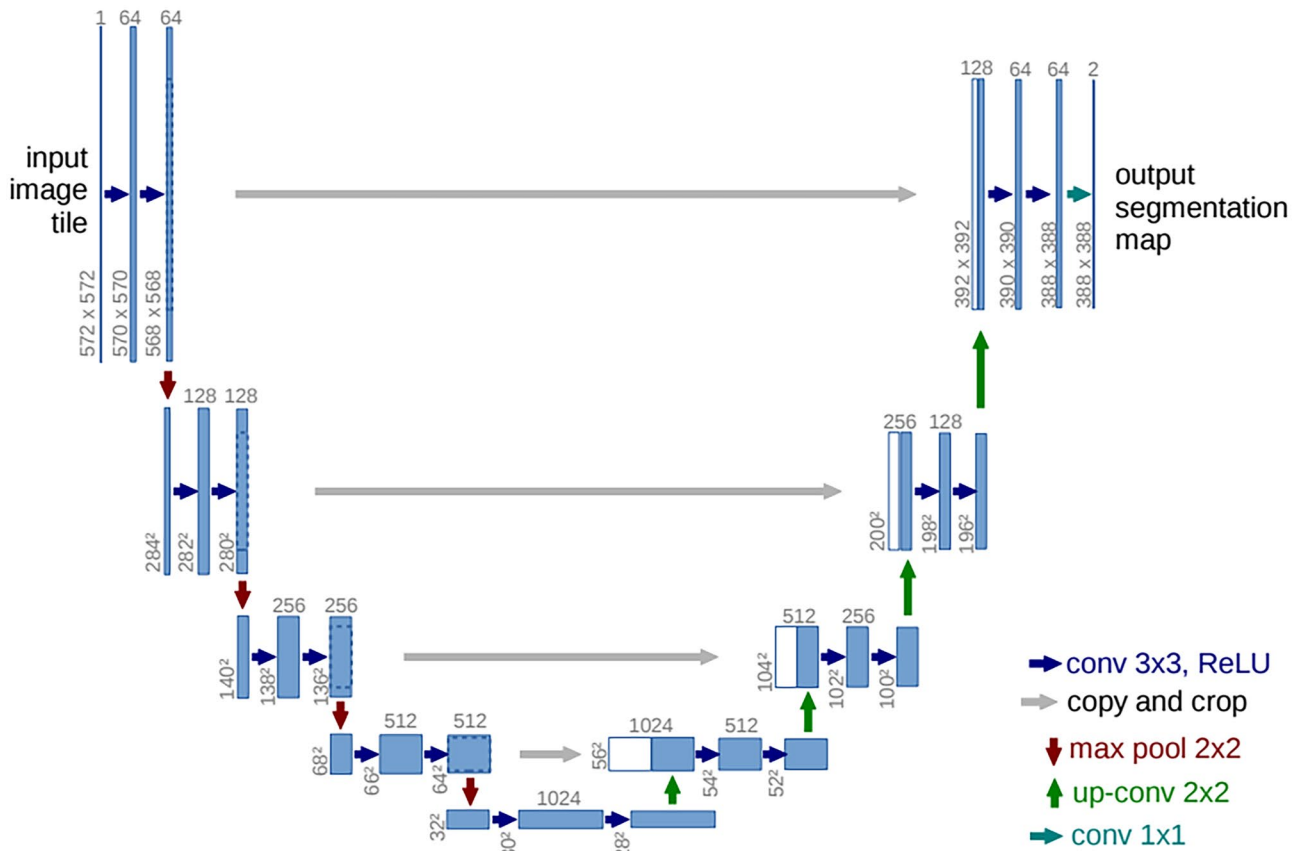 1 64 64
input
image
tile
572 x 572
570 x 570
568 x 568
128 64 64 2
output
segmentation
map
392 x 392
390 x 390
388 x 388
388 x 388
128 128
284²
282²
280²
256 128
200²
198²
196²
256 256
140²
138²
136²
512 256
104²
102²
100²
512 512
68²
66²
64²
1024 512
56²
54²
52²
1024
32²
conv 3x3, ReLU
copy and crop
max pool 2x2
up-conv 2x2
conv 1x1